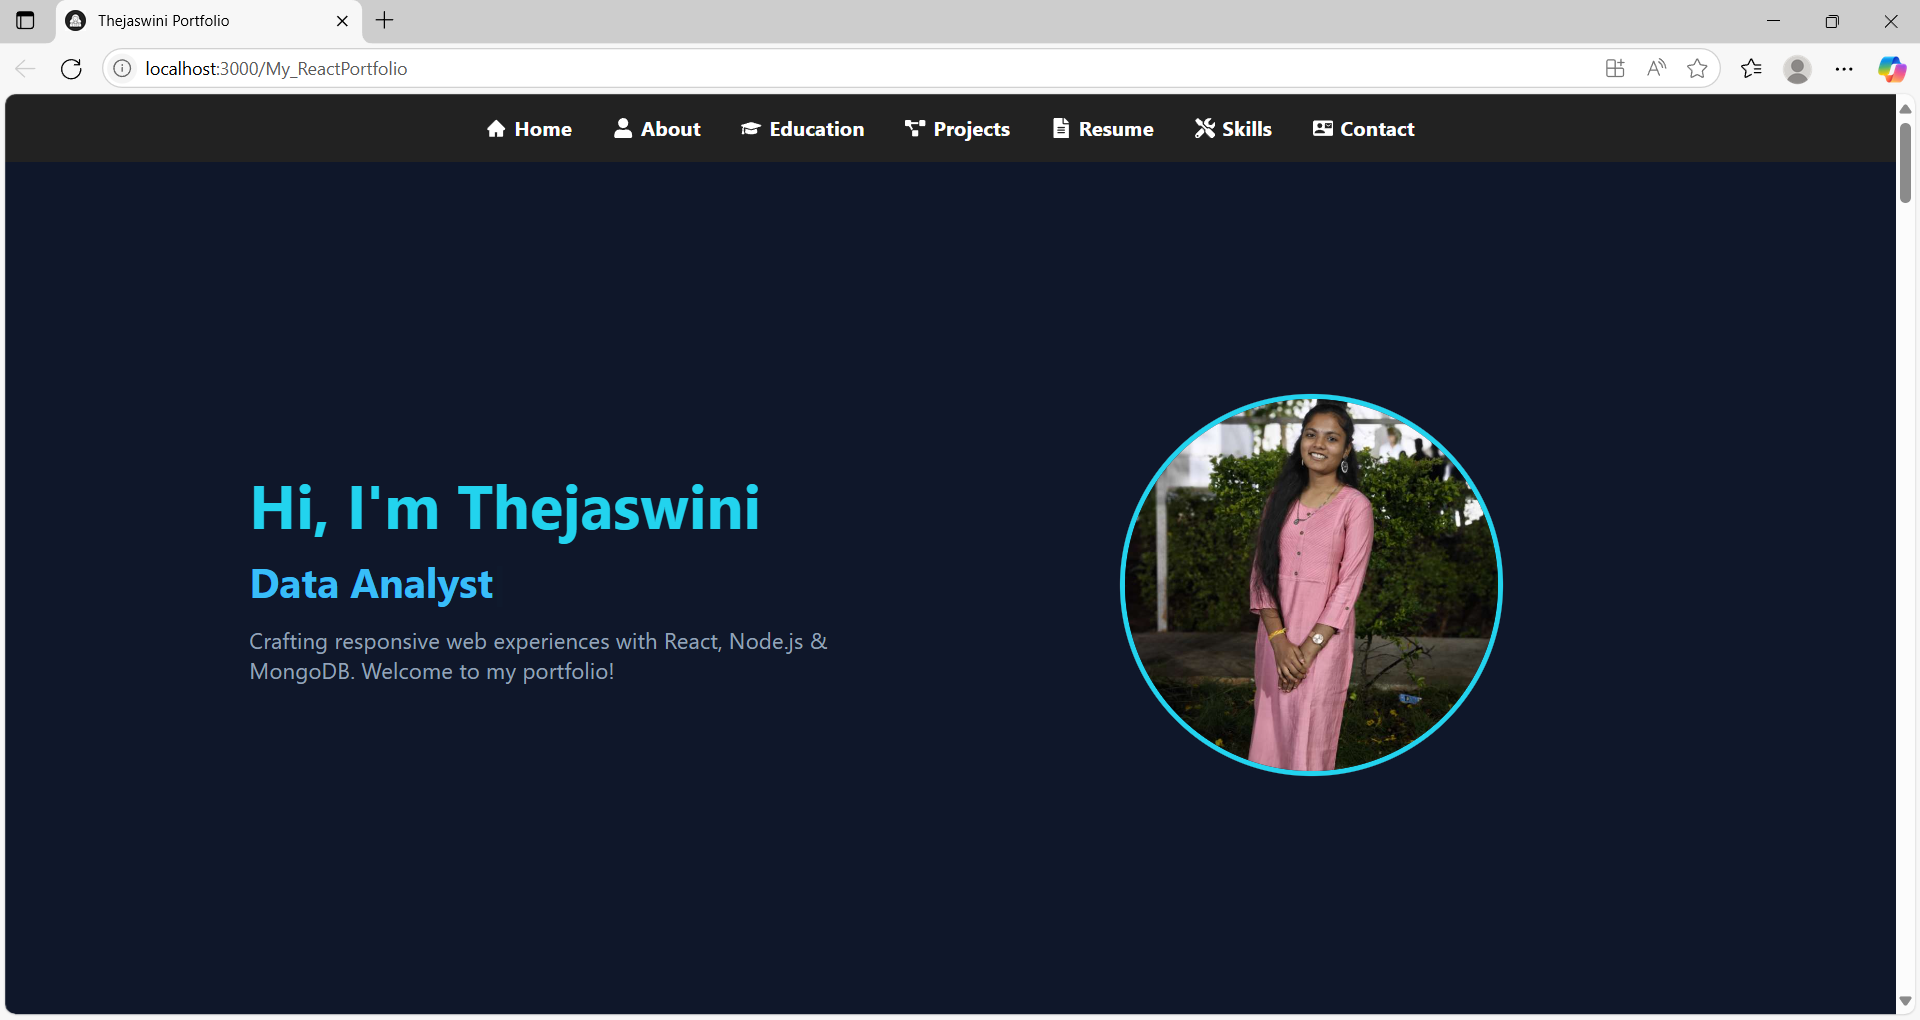 Thejaswini Portfolio
localhost:3000/My_ReactPortfolio
Home About Education Projects Resume Skills Contact
Hi, I'm Thejaswini
Data Analyst
Crafting responsive web experiences with React, Node.js &
MongoDB. Welcome to my portfolio!